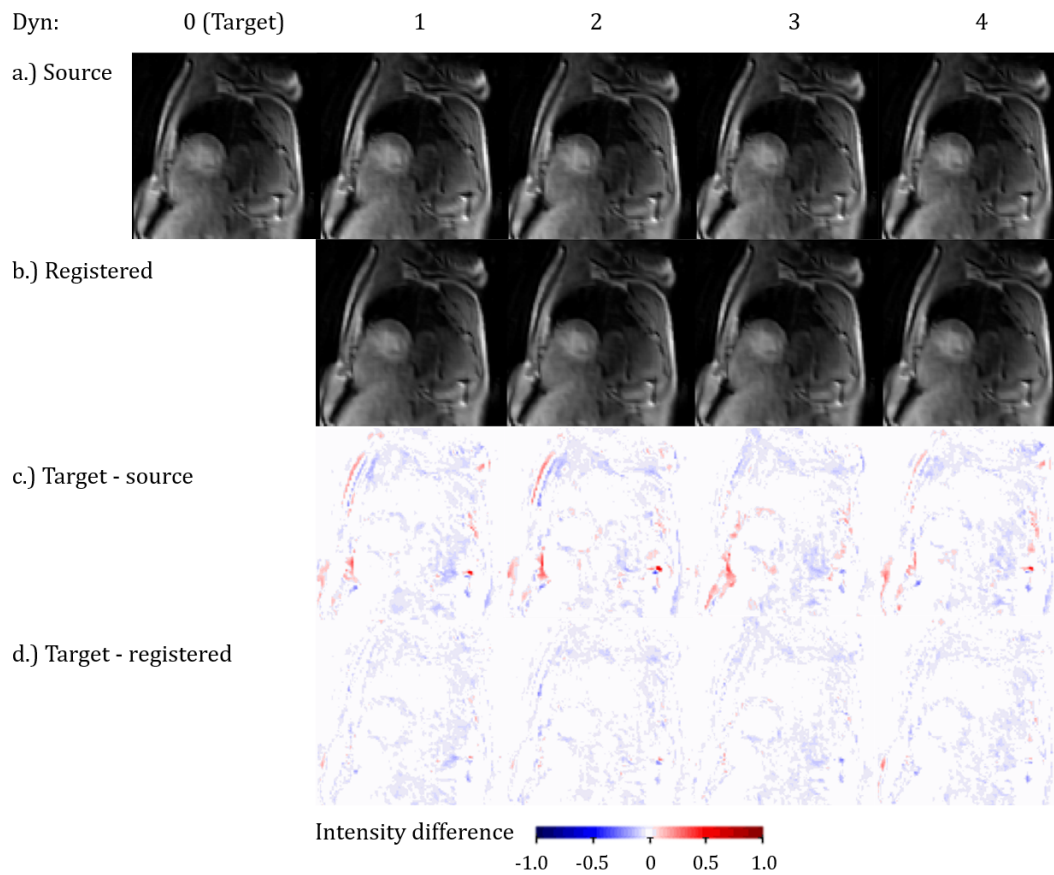 Dyn: 0 (Target) 1 2 3 4
a.) Source
b.) Registered
c.) Target - source
d.) Target - registered
Intensity difference
-1.0 -0.5 0 0.5 1.0